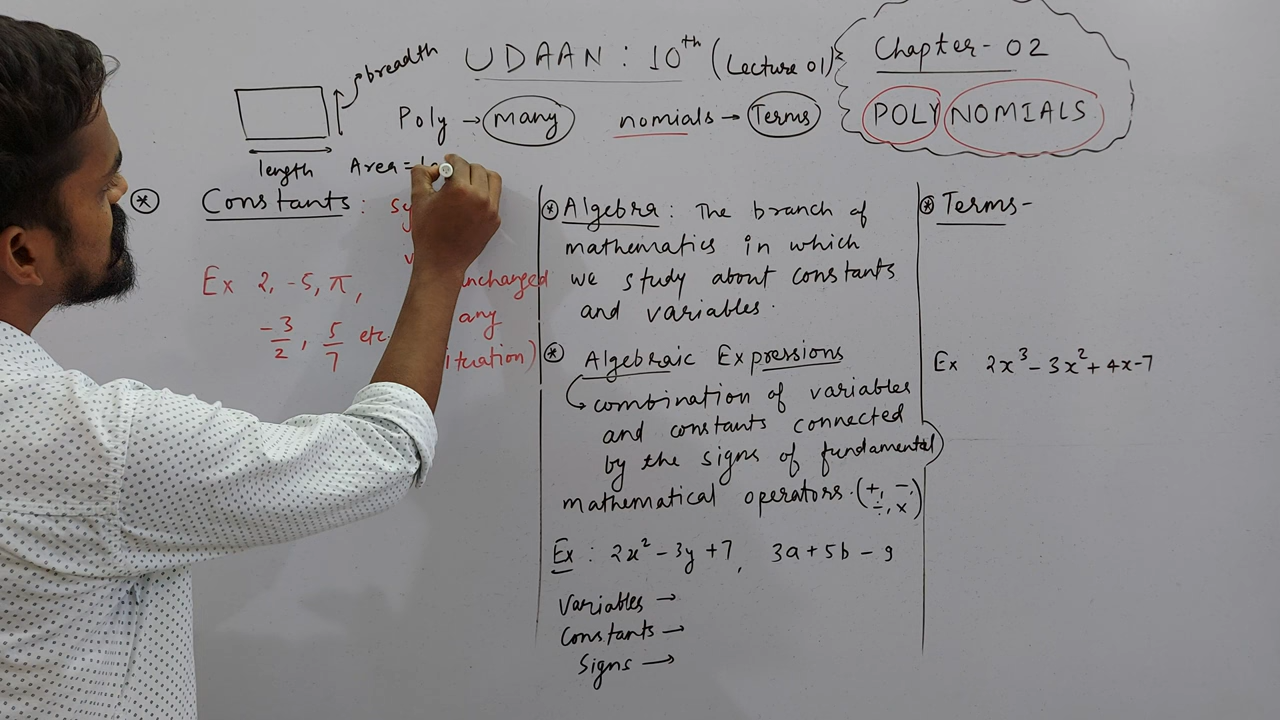 UDAAN : 10th (Lecture 01)
Chapter - 02
POLYNOMIALS
breadth
length
Poly → many nomials → Terms
Area =
* Constants :
Ex 2, -5, π,
-3/2, 5/7 etc
unchanged
any
situation)
* Algebra : The branch of
mathematics in which
we study about constants
and variables.
* Algebraic Expressions
combination of variables
and constants connected
by the signs of fundamental
mathematical operators. (+, -, ÷, ×)
Ex : 2x² - 3y + 7, 3a + 5b - 9
Variables →
Constants →
Signs →
* Terms -
Ex 2x³ - 3x² + 4x - 7